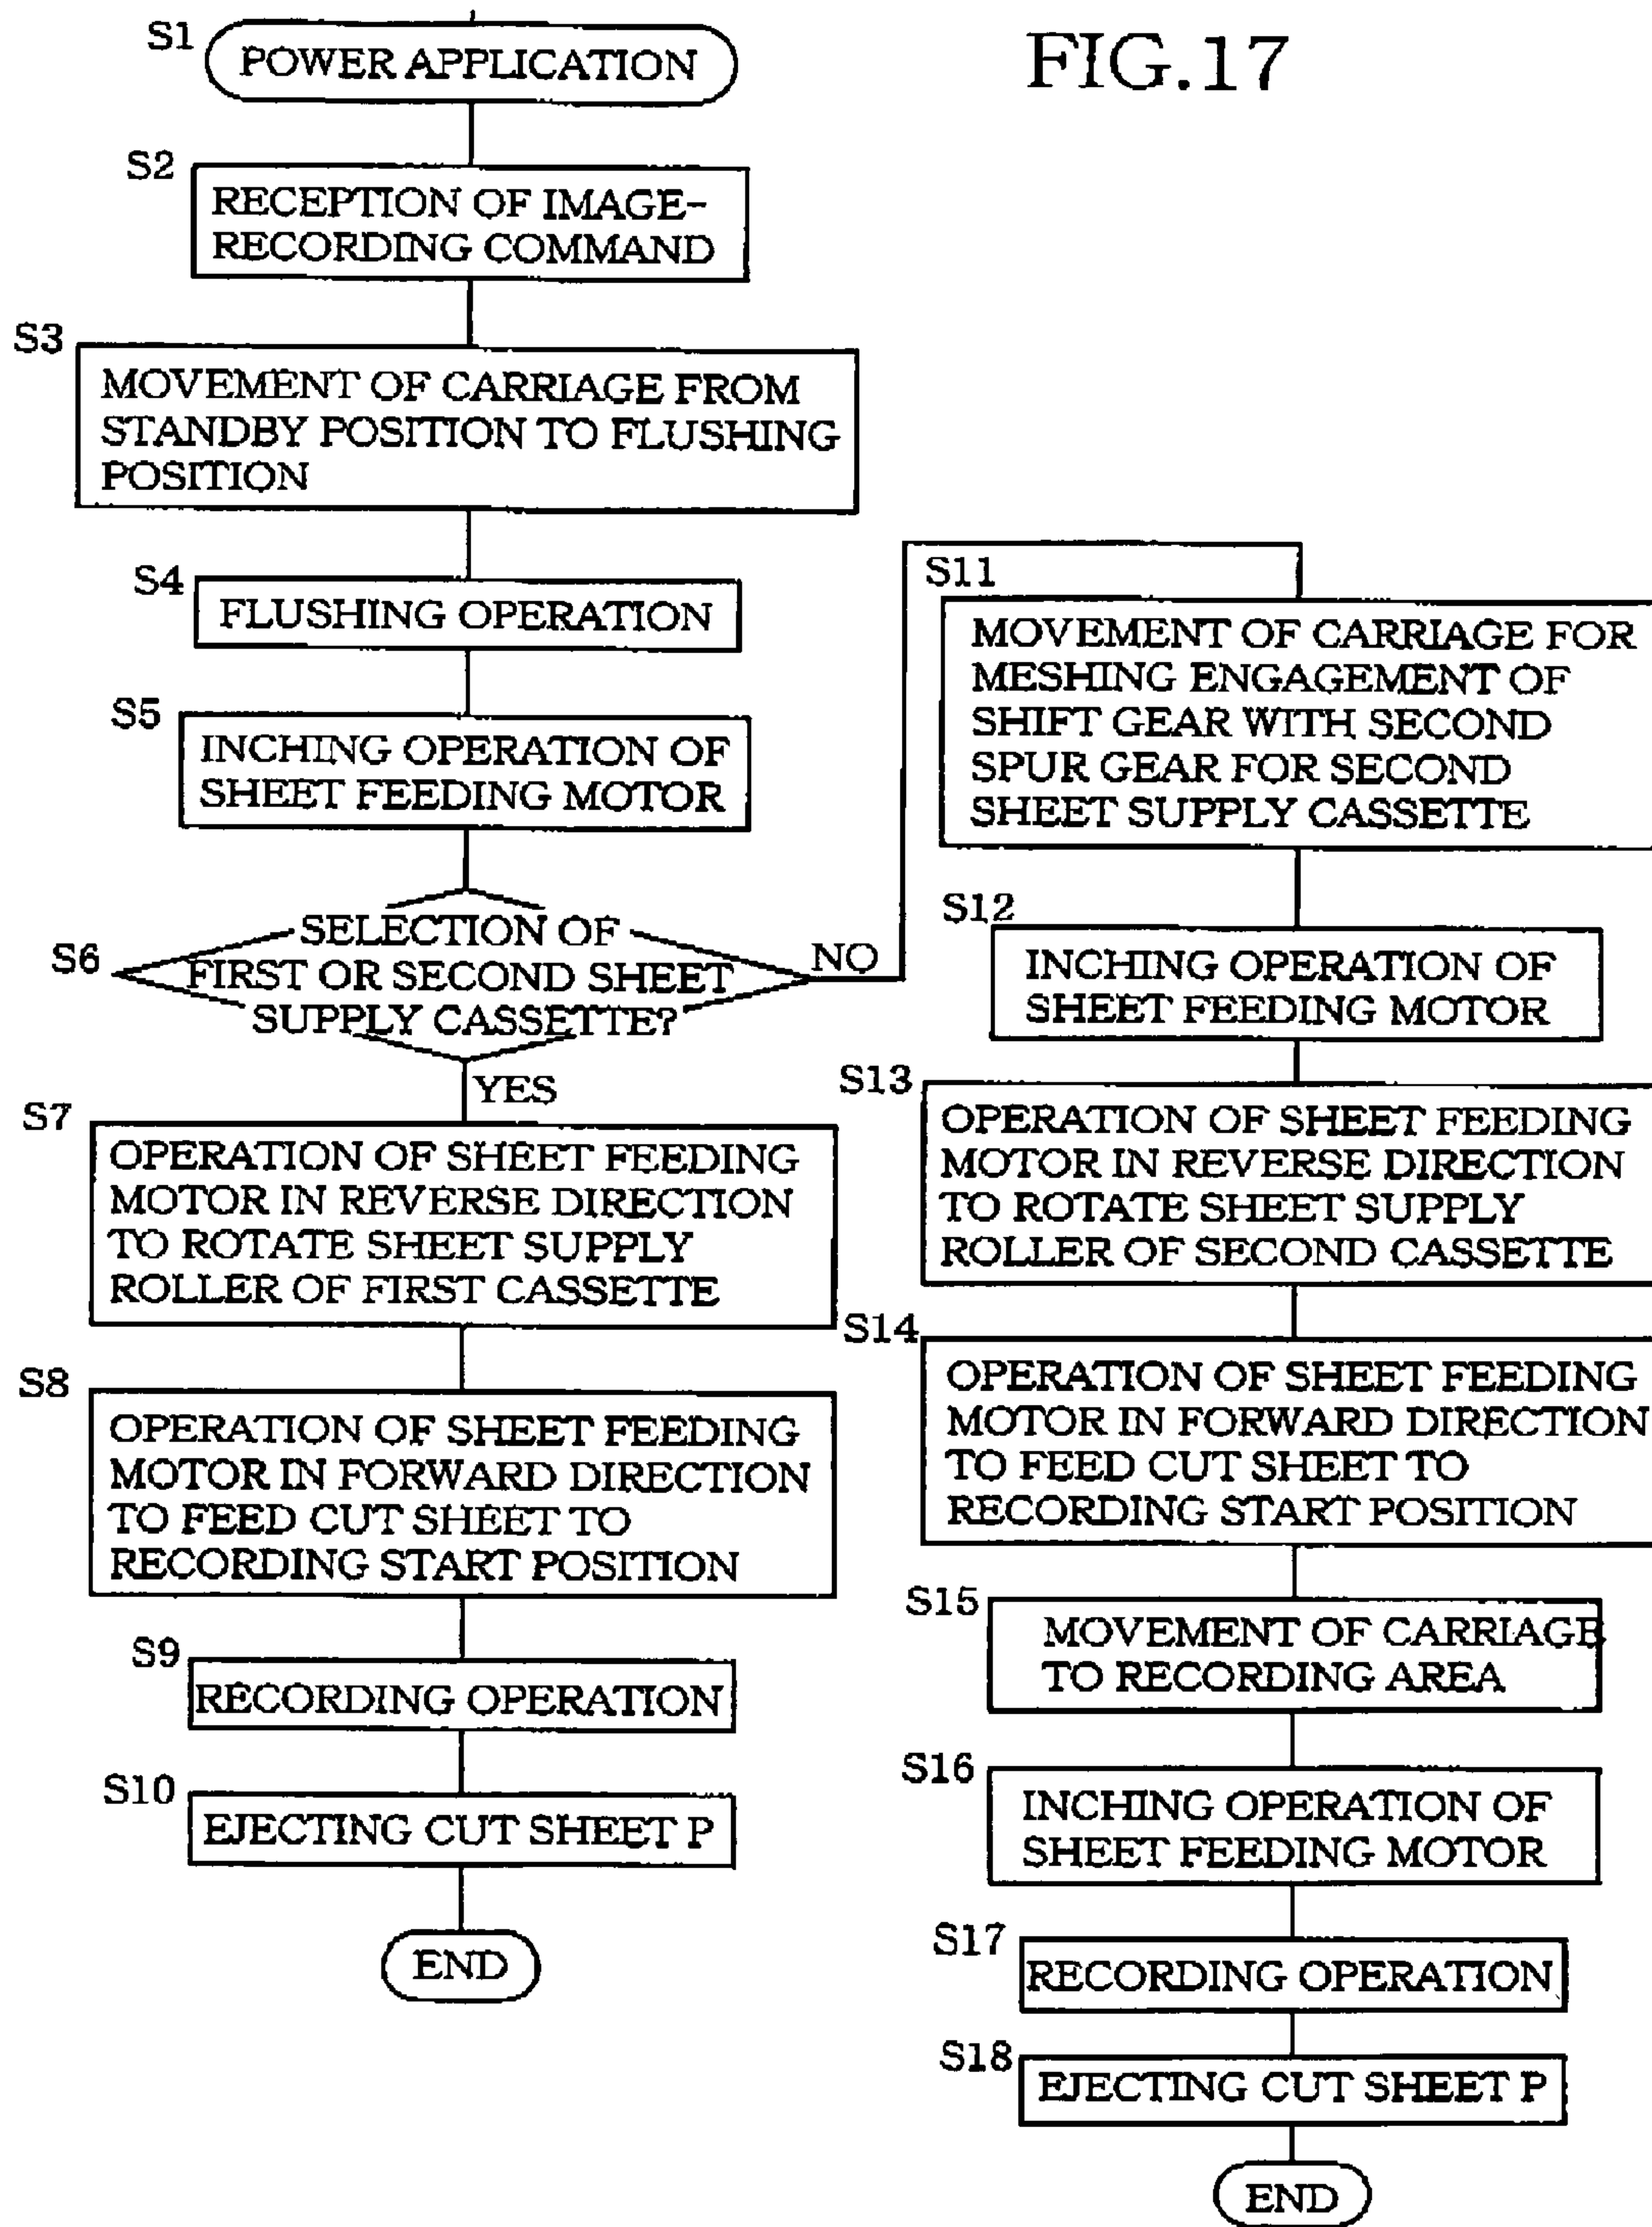 FIG.17
S1
POWER APPLICATION
S2
RECEPTION OF IMAGE-
RECORDING COMMAND
S3
MOVEMENT OF CARRIAGE FROM
STANDBY POSITION TO FLUSHING
POSITION
S4
FLUSHING OPERATION
S5
INCHING OPERATION OF
SHEET FEEDING MOTOR
S6
SELECTION OF
FIRST OR SECOND SHEET
SUPPLY CASSETTE?
NO
YES
S7
OPERATION OF SHEET FEEDING
MOTOR IN REVERSE DIRECTION
TO ROTATE SHEET SUPPLY
ROLLER OF FIRST CASSETTE
S8
OPERATION OF SHEET FEEDING
MOTOR IN FORWARD DIRECTION
TO FEED CUT SHEET TO
RECORDING START POSITION
S9
RECORDING OPERATION
S10
EJECTING CUT SHEET P
END
S11
MOVEMENT OF CARRIAGE FOR
MESHING ENGAGEMENT OF
SHIFT GEAR WITH SECOND
SPUR GEAR FOR SECOND
SHEET SUPPLY CASSETTE
S12
INCHING OPERATION OF
SHEET FEEDING MOTOR
S13
OPERATION OF SHEET FEEDING
MOTOR IN REVERSE DIRECTION
TO ROTATE SHEET SUPPLY
ROLLER OF SECOND CASSETTE
S14
OPERATION OF SHEET FEEDING
MOTOR IN FORWARD DIRECTION
TO FEED CUT SHEET TO
RECORDING START POSITION
S15
MOVEMENT OF CARRIAGE
TO RECORDING AREA
S16
INCHING OPERATION OF
SHEET FEEDING MOTOR
S17
RECORDING OPERATION
S18
EJECTING CUT SHEET P
END